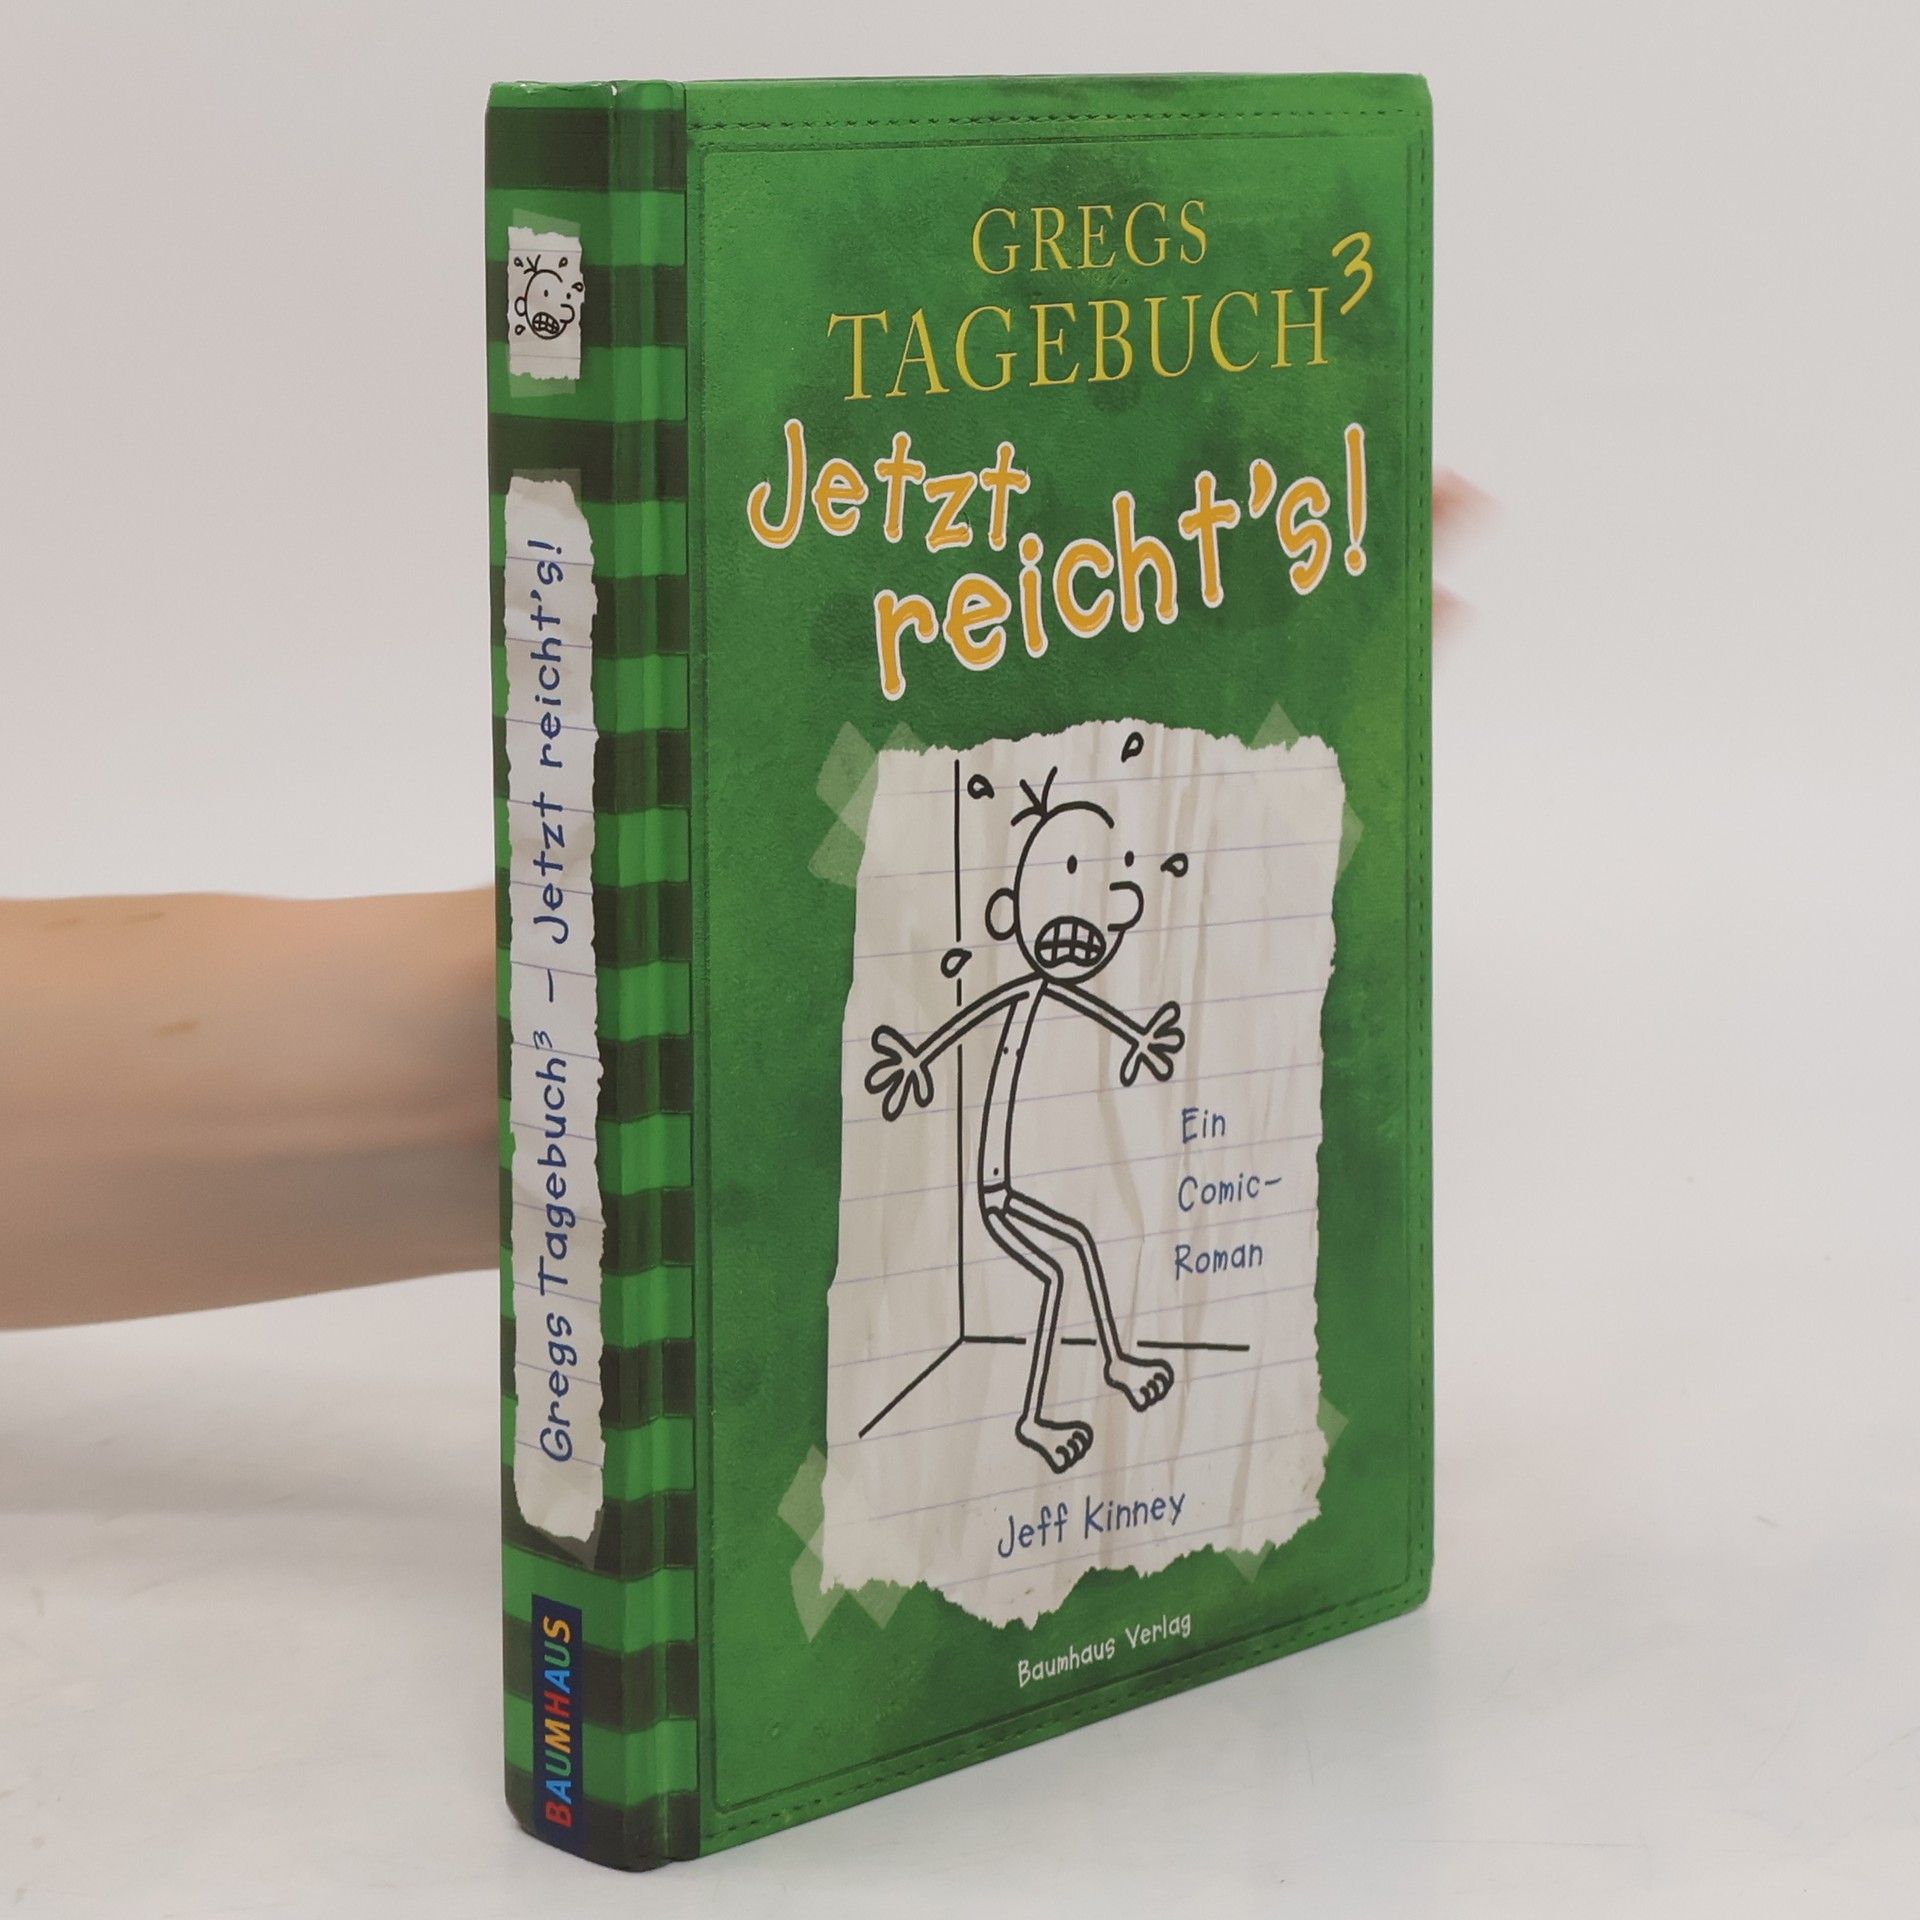 GREGS
TAGEBUCH³
Jetzt
reicht's!
Ein
Comic-
Roman
Jeff Kinney
Baumhaus Verlag
Gregs Tagebuch³ – Jetzt reicht's!
BAUMHAUS